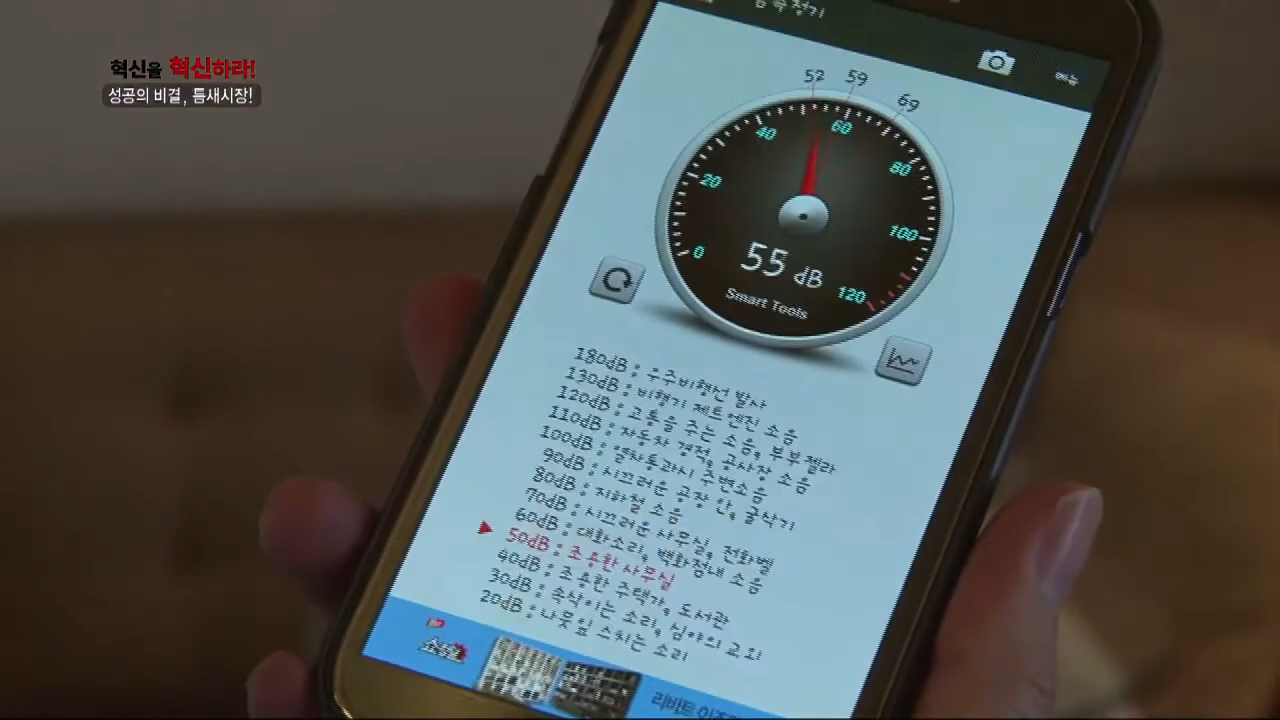 혁신을 혁신하라!
성공의 비결, 틈새시장!
52 59 69
0 20 40 60 80 100 120
55 dB
Smart Tools
180dB : 우주비행선 발사
130dB : 비행기 제트엔진 소음
120dB : 고통을 주는 소음, 부부젤라
110dB : 자동차 경적, 공사장 소음
100dB : 열차통과시 주변소음
90dB : 시끄러운 공장 안, 굴삭기
80dB : 지하철 소음
70dB : 시끄러운 사무실, 전화벨
60dB : 대화소리, 백화점내 소음
50dB : 조용한 사무실
40dB : 조용한 주택가, 도서관
30dB : 속삭이는 소리, 심야의 교외
20dB : 나뭇잎 스치는 소리